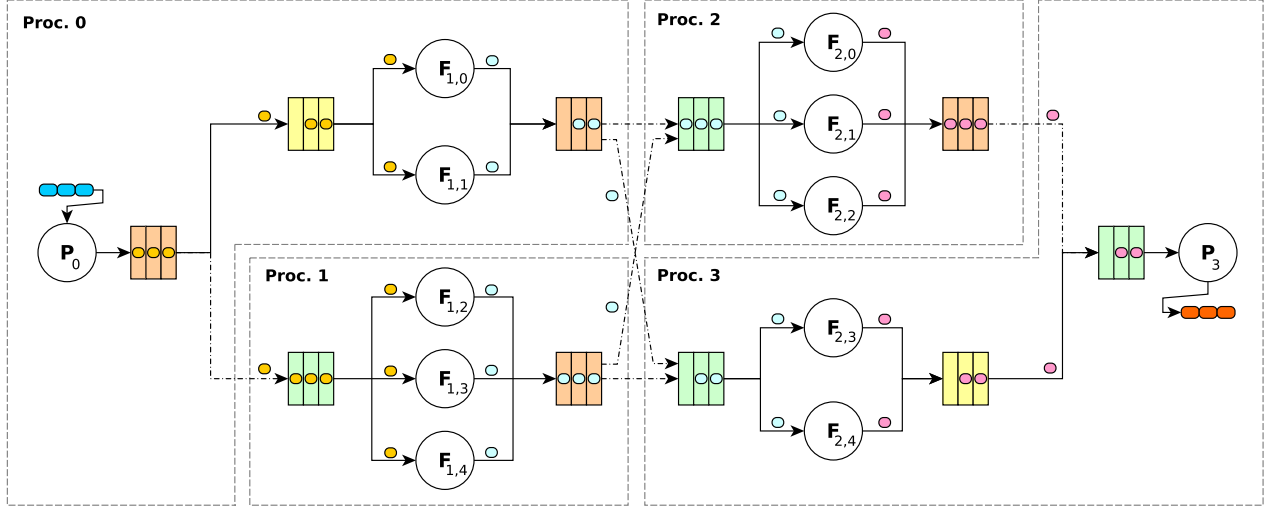 Proc. 0
F1,0
F1,1
P0
Proc. 1
F1,2
F1,3
F1,4
Proc. 2
F2,0
F2,1
F2,2
Proc. 3
F2,3
F2,4
P3